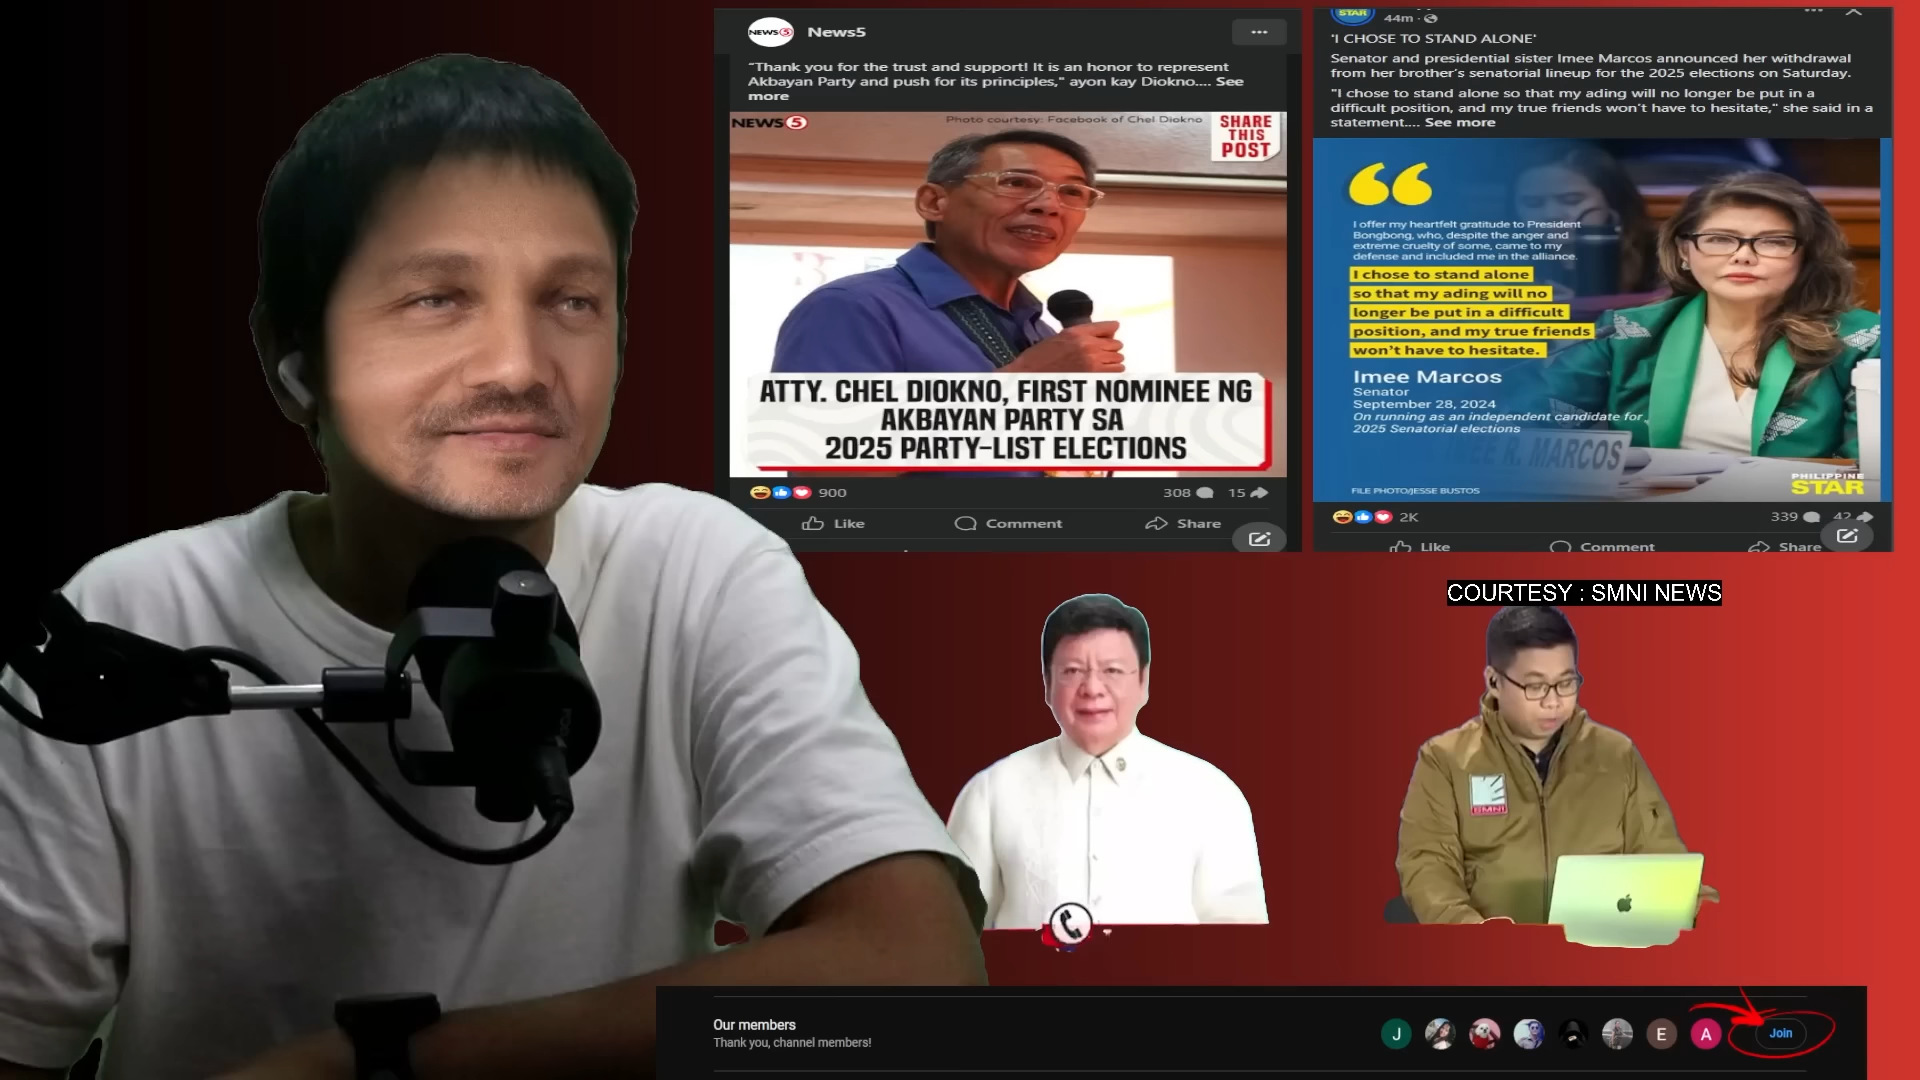 NEWS5
News5
"Thank you for the trust and support! It is an honor to represent
Akbayan Party and push for its principles," ayon kay Diokno.... See
more
NEWS5
Photo courtesy: Facebook of Chel Diokno
SHARE
THIS
POST
ATTY. CHEL DIOKNO, FIRST NOMINEE NG
AKBAYAN PARTY SA
2025 PARTY-LIST ELECTIONS
900
308
15
Like
Comment
Share
STAR
44m
'I CHOSE TO STAND ALONE'
Senator and presidential sister Imee Marcos announced her withdrawal
from her brother's senatorial lineup for the 2025 elections on Saturday.
"I chose to stand alone so that my ading will no longer be put in a
difficult position, and my true friends won't have to hesitate," she said in a
statement.... See more
I offer my heartfelt gratitude to President
Bongbong, who, despite the anger and
extreme cruelty of some, came to my
defense and included me in the alliance.
I chose to stand alone
so that my ading will no
longer be put in a difficult
position, and my true friends
won't have to hesitate.
Imee Marcos
Senator
September 28, 2024
On running as an independent candidate for
2025 Senatorial elections
R. MARCOS
FILE PHOTO/JESSE BUSTOS
PHILIPPINE
STAR
2K
339
42
Like
Comment
Share
COURTESY : SMNI NEWS
SMNI
Our members
Thank you, channel members!
J
E
A
Join